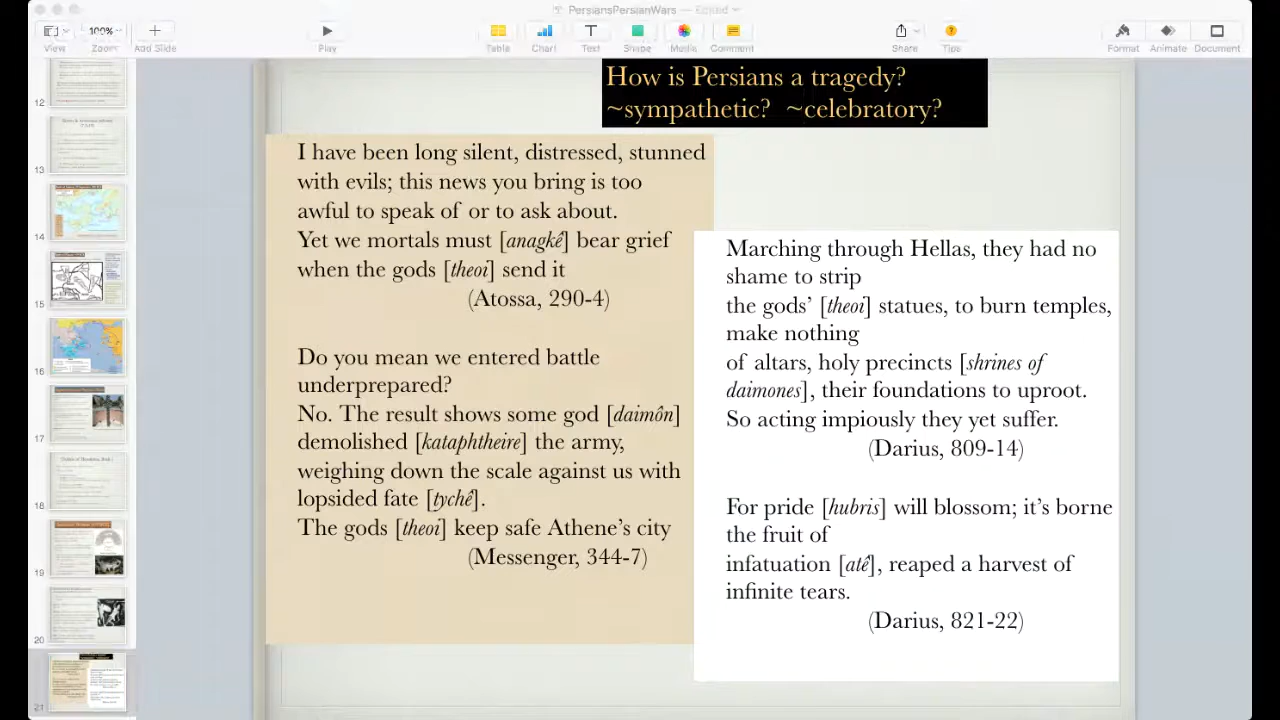 PersiansPersianWars — Edited
100%
View
Zoom
Add Slide
Play
Table
Chart
Text
Shape
Media
Comment
Share
Tips
Format
Animate
Document
12
13
14
15
16
17
18
19
20
21
How is Persians a tragedy?
~sympathetic? ~celebratory?
I have been long silent, distressed, stunned
with evils; this news you bring is too
awful to speak of or to ask about.
Yet we mortals must [anagkê] bear grief
when the gods [theoi] send it.
(Atossa, 290-4)
Do you mean we entered battle
underprepared?
No. The result shows some god [daimôn]
demolished [kataphtheire] the army,
weighing down the scale against us with
loploded fate [tychê].
The gods [theoi] keep safe Athene's city
(Messenger, 344-7)
Marching through Hellas, they had no
shame to strip
the gods' [theoi] statues, to burn temples,
make nothing
of altars, holy precincts [shrines of
daimones], their foundations to uproot.
So acting impiously they yet suffer.
(Darius, 809-14)
For pride [hubris] will blossom; it's borne
the fruit of
infatuation [atê], reaped a harvest of
infinite tears.
(Darius, 821-22)